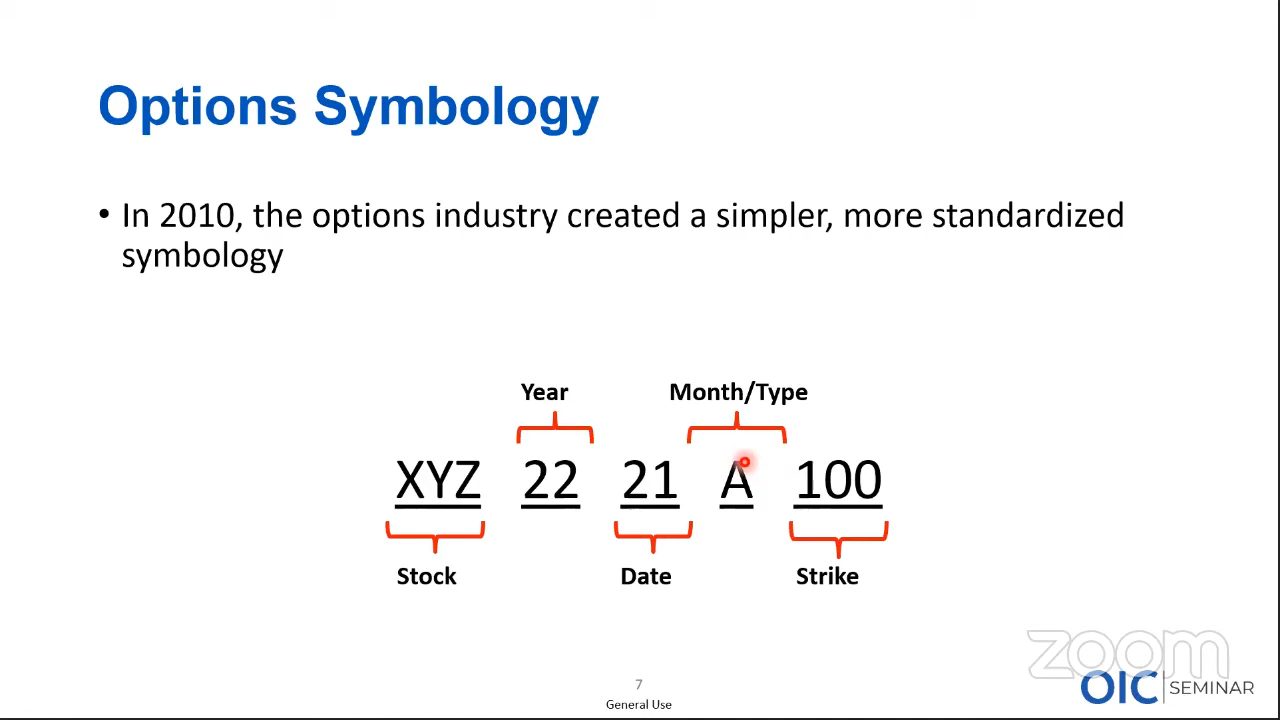 Options Symbology
• In 2010, the options industry created a simpler, more standardized
symbology
Year Month/Type
XYZ 22 21 A 100
Stock Date Strike
zoom
OIC | SEMINAR
7
General Use